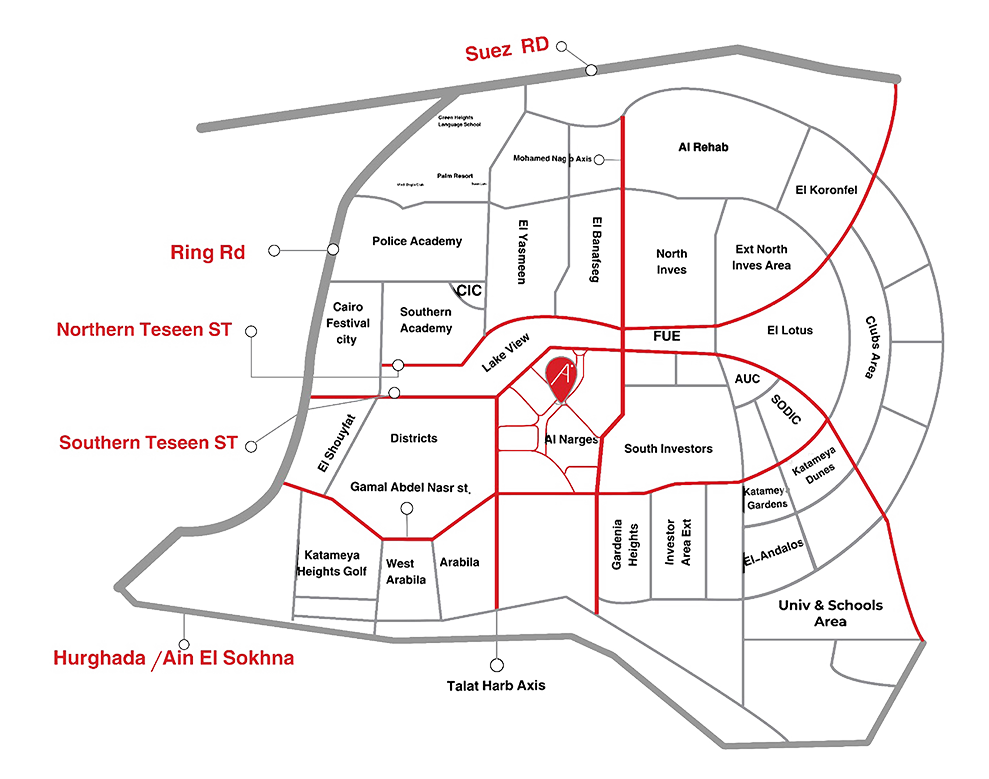 Suez RD
Green Heights
Language School
Mohamed Nagib Axis
Al Rehab
Palm Resort
El Koronfel
Ring Rd
Police Academy
El Yasmeen
El Banafseg
North
Inves
Ext North
Inves Area
CIC
Cairo
Festival
city
Southern
Academy
Northern Teseen ST
Lake View
FUE
El Lotus
Clubs Area
AUC
SODIC
A
Southern Teseen ST
El Shouyfat
Districts
Al Narges
South Investors
Katameya
Dunes
Gamal Abdel Nasr st.
Katamey
Gardens
Gardenia
Heights
Investor
Area Ext
El-Andalos
Katameya
Heights Golf
West
Arabila
Arabila
Univ & Schools
Area
Hurghada /Ain El Sokhna
Talat Harb Axis